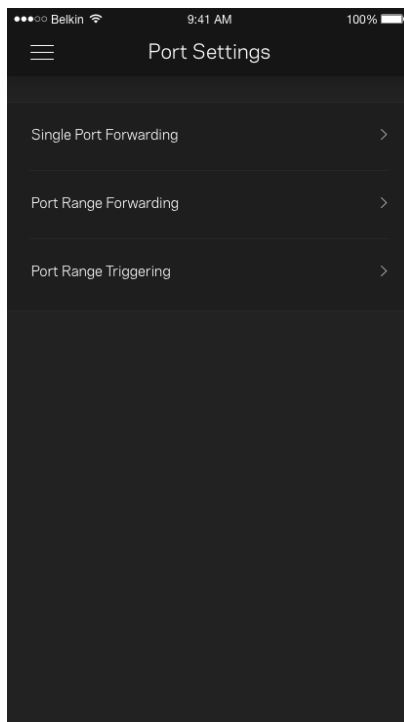 Belkin 9:41 AM 100%
Port Settings
Single Port Forwarding
Port Range Forwarding
Port Range Triggering